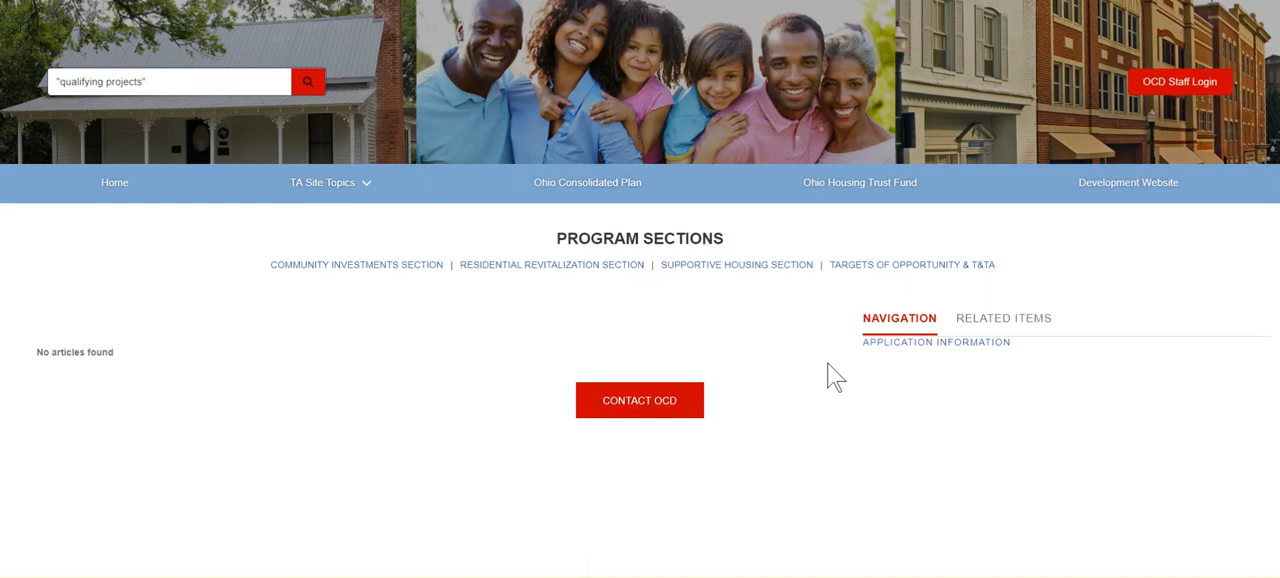 "qualifying projects"
OCD Staff Login
Home TA Site Topics Ohio Consolidated Plan Ohio Housing Trust Fund Development Website
PROGRAM SECTIONS
COMMUNITY INVESTMENTS SECTION | RESIDENTIAL REVITALIZATION SECTION | SUPPORTIVE HOUSING SECTION | TARGETS OF OPPORTUNITY & T&TA
NAVIGATION RELATED ITEMS
APPLICATION INFORMATION
No articles found
CONTACT OCD